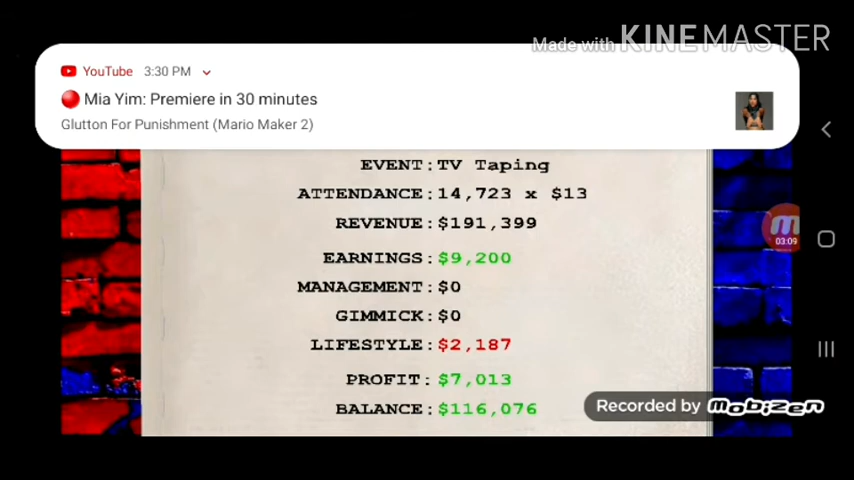 Made with KINEMASTER
YouTube 3:30 PM
Mia Yim: Premiere in 30 minutes
Glutton For Punishment (Mario Maker 2)
EVENT: TV Taping
ATTENDANCE: 14,723 x $13
REVENUE: $191,399
EARNINGS: $9,200
MANAGEMENT: $0
GIMMICK: $0
LIFESTYLE: $2,187
PROFIT: $7,013
BALANCE: $116,076
03:09
Recorded by MOBIZEN